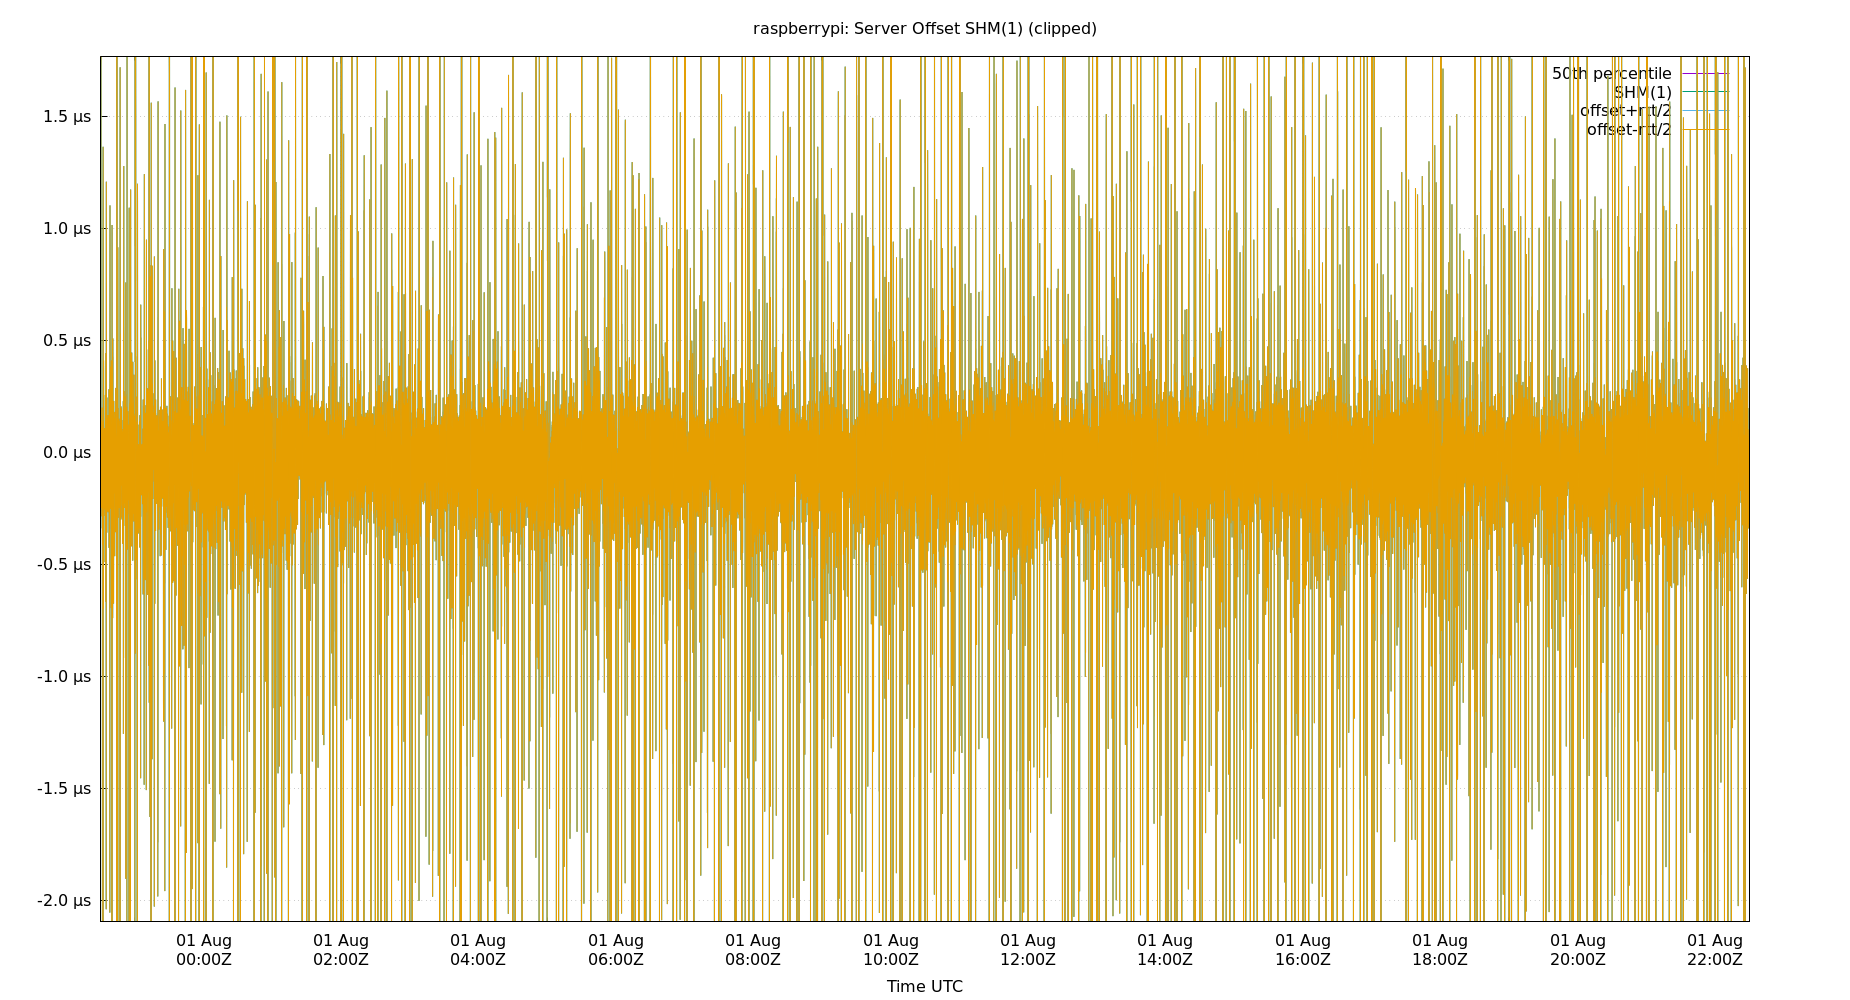 raspberrypi: Server Offset SHM(1) (clipped)
50th percentile
SHM(1)
offset+rtt/2
offset-rtt/2
1.5 µs
1.0 µs
0.5 µs
0.0 µs
-0.5 µs
-1.0 µs
-1.5 µs
-2.0 µs
01 Aug 01 Aug 01 Aug 01 Aug 01 Aug 01 Aug 01 Aug 01 Aug 01 Aug 01 Aug 01 Aug 01 Aug
00:00Z 02:00Z 04:00Z 06:00Z 08:00Z 10:00Z 12:00Z 14:00Z 16:00Z 18:00Z 20:00Z 22:00Z
Time UTC